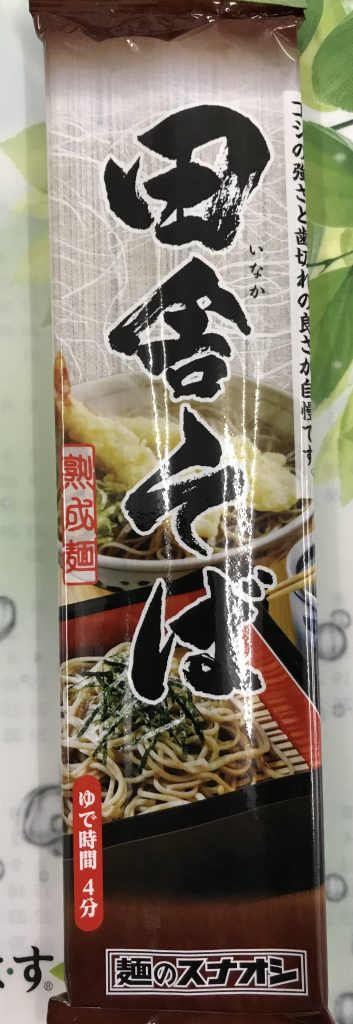 コシの強さと歯切れの良さが自慢です。
田舎そば
いなか
熟成麺
ゆで時間 4分
麺のスナオシ
す®